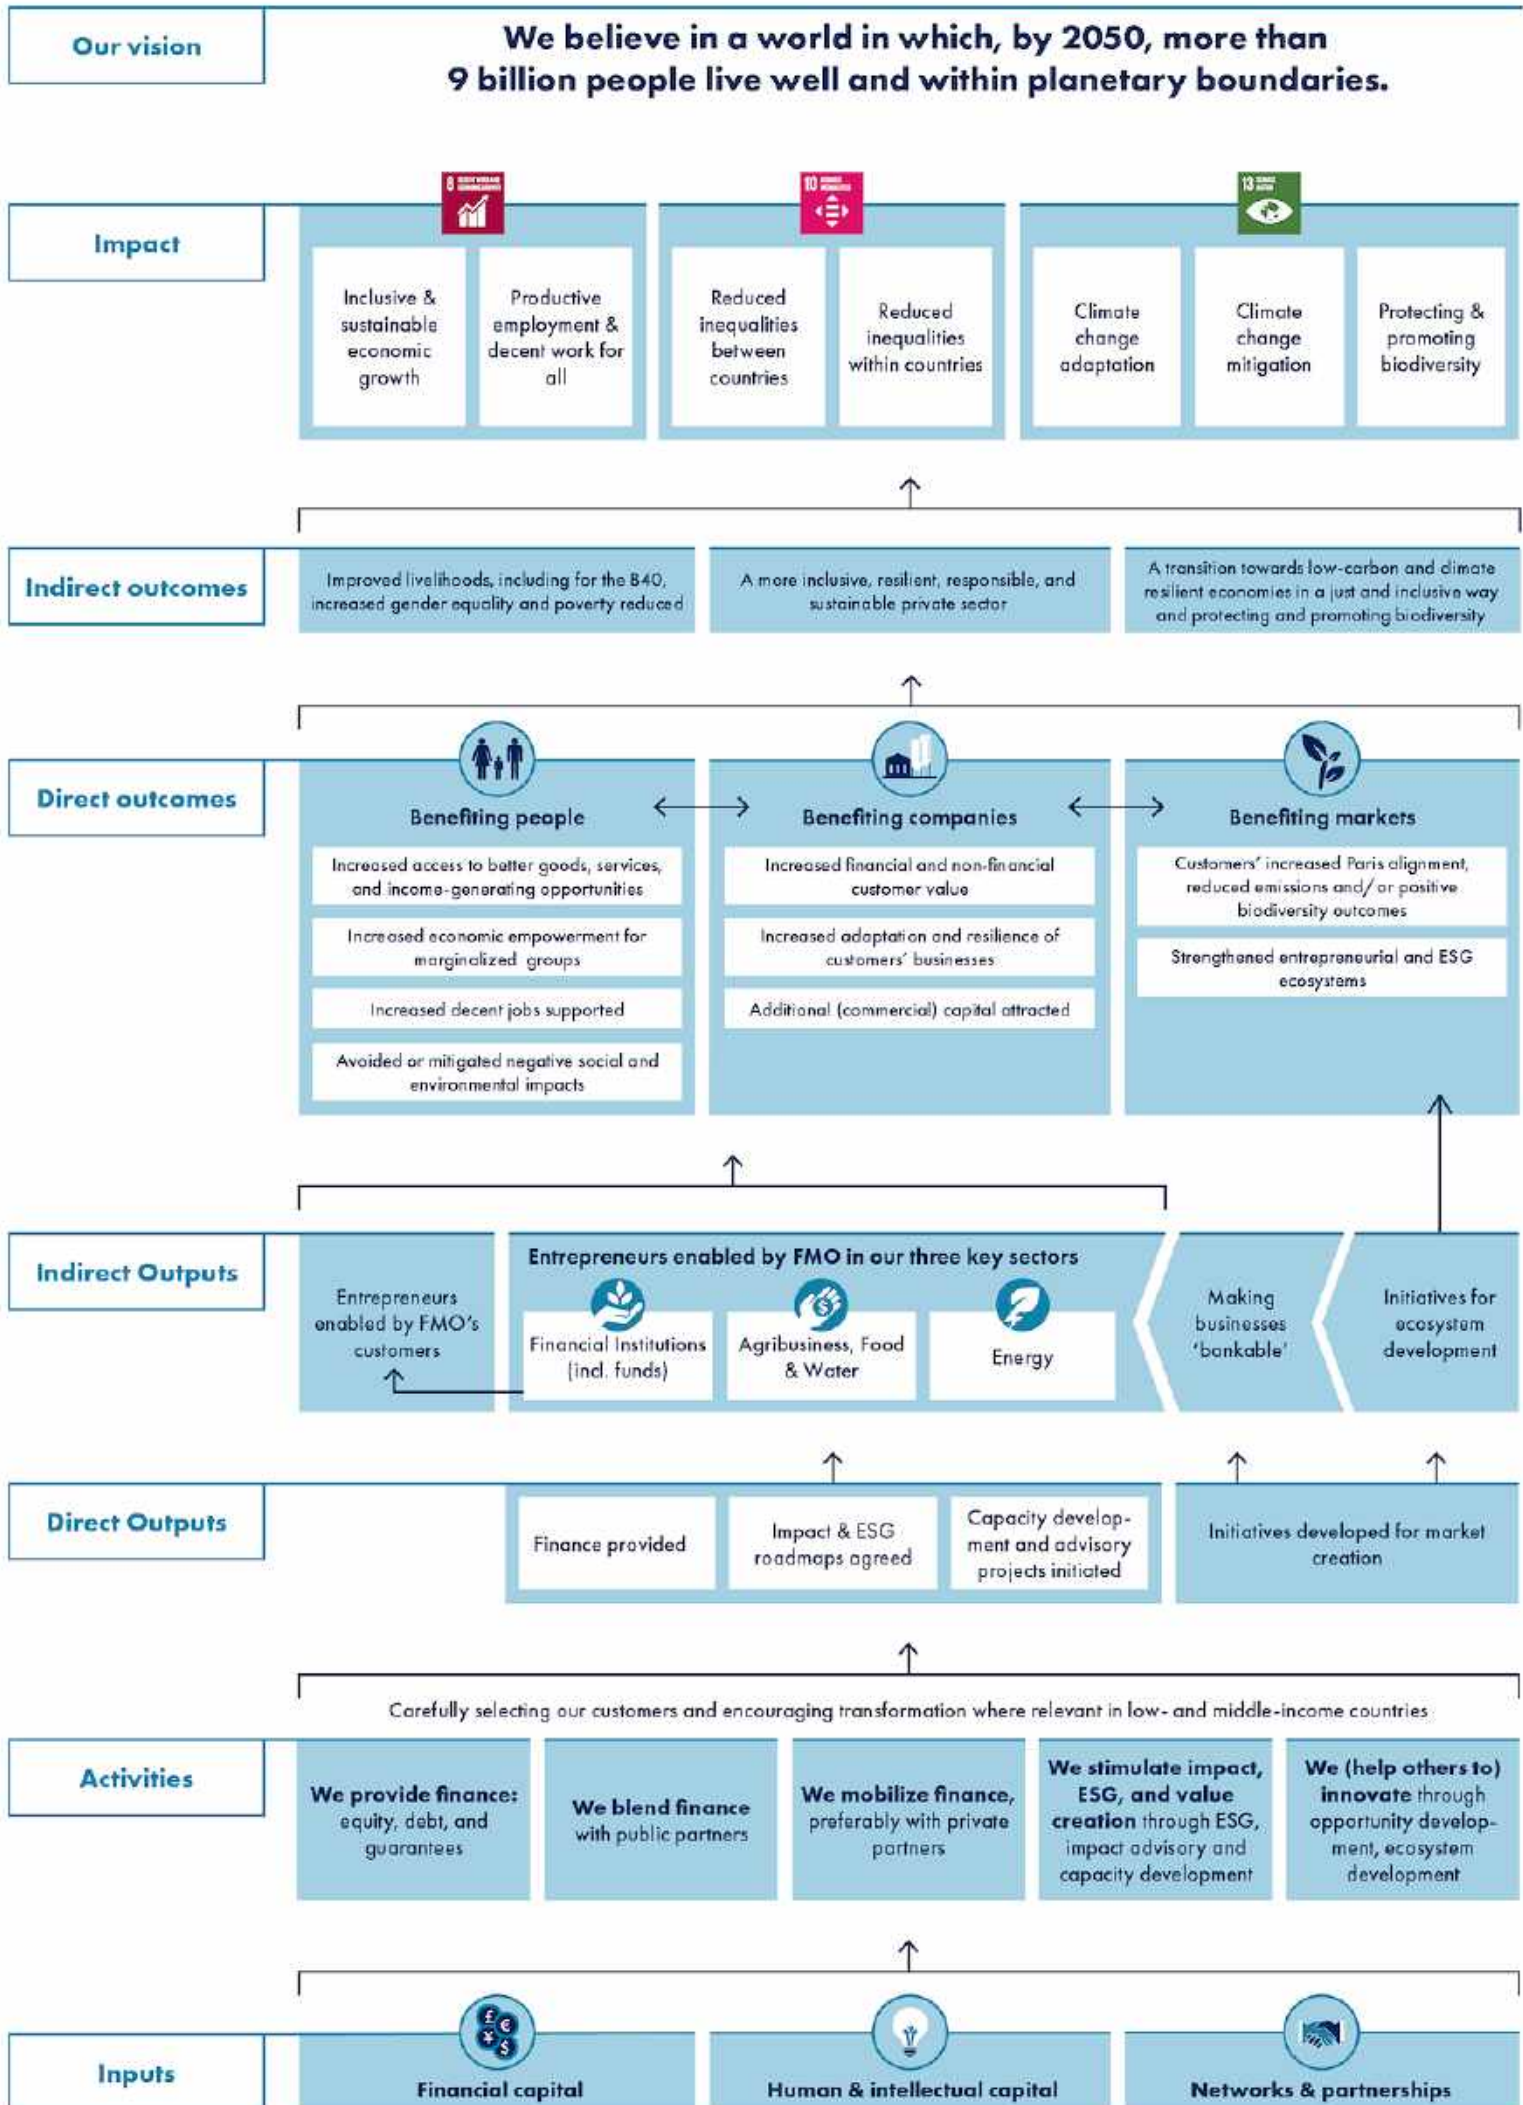 Our vision
We believe in a world in which, by 2050, more than
9 billion people live well and within planetary boundaries.
Impact
8
10
13
Inclusive &
sustainable
economic
growth
Productive
employment &
decent work for
all
Reduced
inequalities
between
countries
Reduced
inequalities
within countries
Climate
change
adaptation
Climate
change
mitigation
Protecting &
promoting
biodiversity
Indirect outcomes
Improved livelihoods, including for the B40,
increased gender equality and poverty reduced
A more inclusive, resilient, responsible, and
sustainable private sector
A transition towards low-carbon and climate
resilient economies in a just and inclusive way
and protecting and promoting biodiversity
Direct outcomes
Benefiting people
Increased access to better goods, services,
and income-generating opportunities
Increased economic empowerment for
marginalized groups
Increased decent jobs supported
Avoided or mitigated negative social and
environmental impacts
Benefiting companies
Increased financial and non-financial
customer value
Increased adaptation and resilience of
customers' businesses
Additional (commercial) capital attracted
Benefiting markets
Customers' increased Paris alignment,
reduced emissions and/or positive
biodiversity outcomes
Strengthened entrepreneurial and ESG
ecosystems
Indirect Outputs
Entrepreneurs
enabled by FMO's
customers
Entrepreneurs enabled by FMO in our three key sectors
Financial Institutions
(incl. funds)
Agribusiness, Food
& Water
Energy
Making
businesses
'bankable'
Initiatives for
ecosystem
development
Direct Outputs
Finance provided
Impact & ESG
roadmaps agreed
Capacity develop-
ment and advisory
projects initiated
Initiatives developed for market
creation
Carefully selecting our customers and encouraging transformation where relevant in low- and middle-income countries
Activities
We provide finance:
equity, debt, and
guarantees
We blend finance
with public partners
We mobilize finance,
preferably with private
partners
We stimulate impact,
ESG, and value
creation through ESG,
impact advisory and
capacity development
We (help others to)
innovate through
opportunity develop-
ment, ecosystem
development
Inputs
£ € ¥ $
Financial capital
Human & intellectual capital
Networks & partnerships